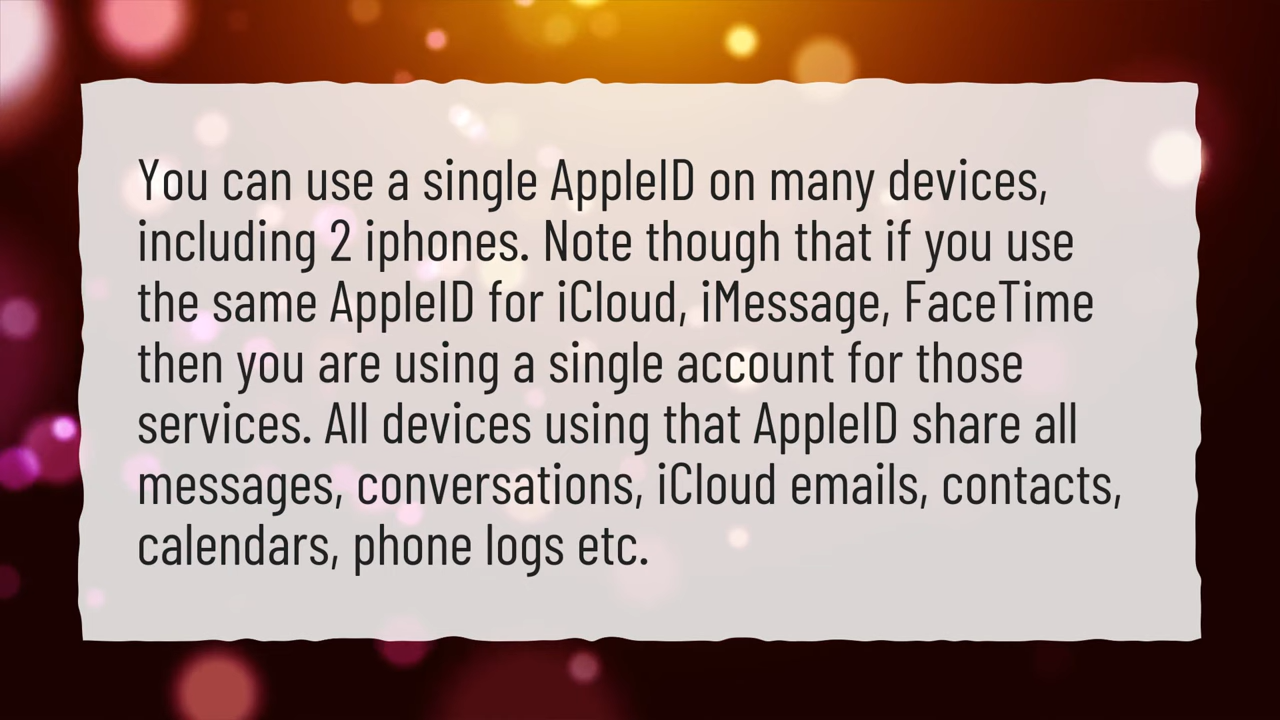 You can use a single AppleID on many devices,
including 2 iphones. Note though that if you use
the same AppleID for iCloud, iMessage, FaceTime
then you are using a single account for those
services. All devices using that AppleID share all
messages, conversations, iCloud emails, contacts,
calendars, phone logs etc.